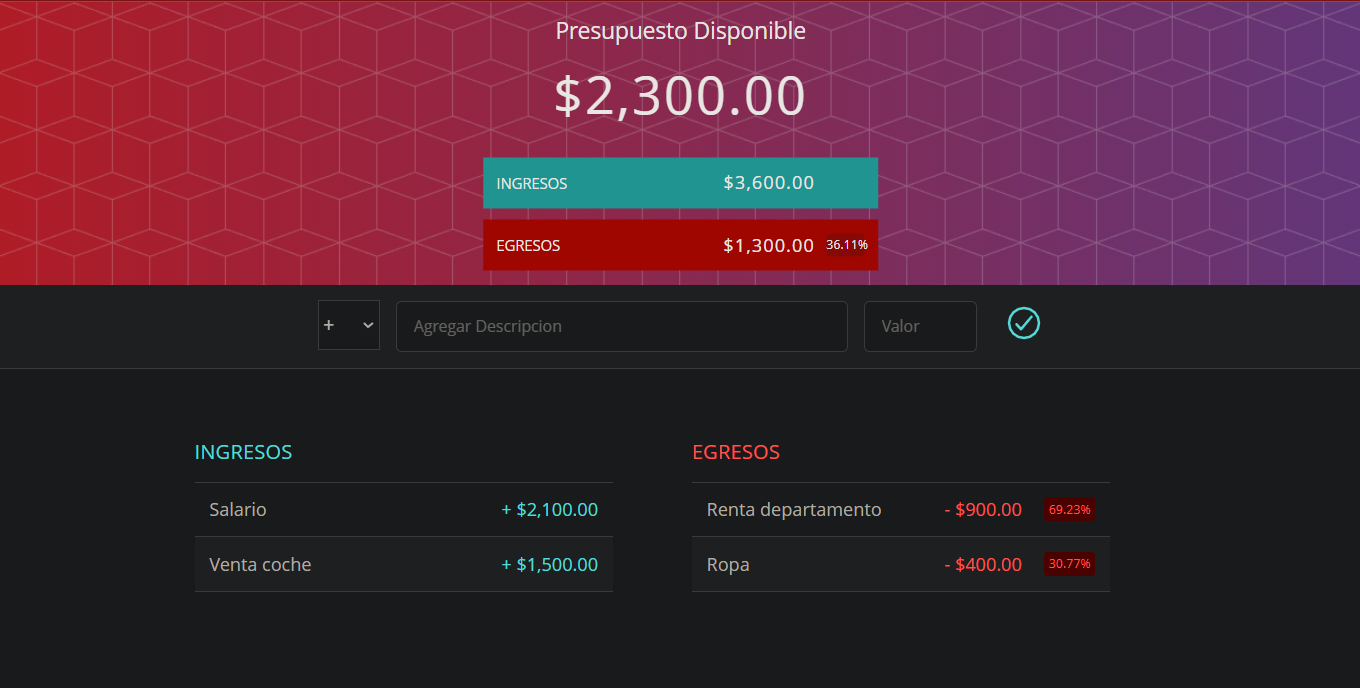 Presupuesto Disponible
$2,300.00
INGRESOS $3,600.00
EGRESOS $1,300.00 36.11%
+ Agregar Descripcion Valor
INGRESOS
Salario + $2,100.00
Venta coche + $1,500.00
EGRESOS
Renta departamento - $900.00 69.23%
Ropa - $400.00 30.77%